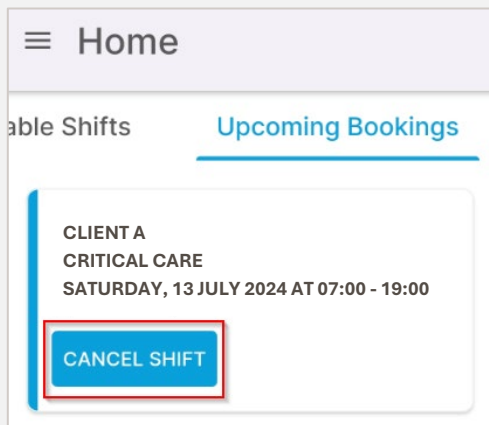 Home
able Shifts
Upcoming Bookings
CLIENT A
CRITICAL CARE
SATURDAY, 13 JULY 2024 AT 07:00 - 19:00
CANCEL SHIFT